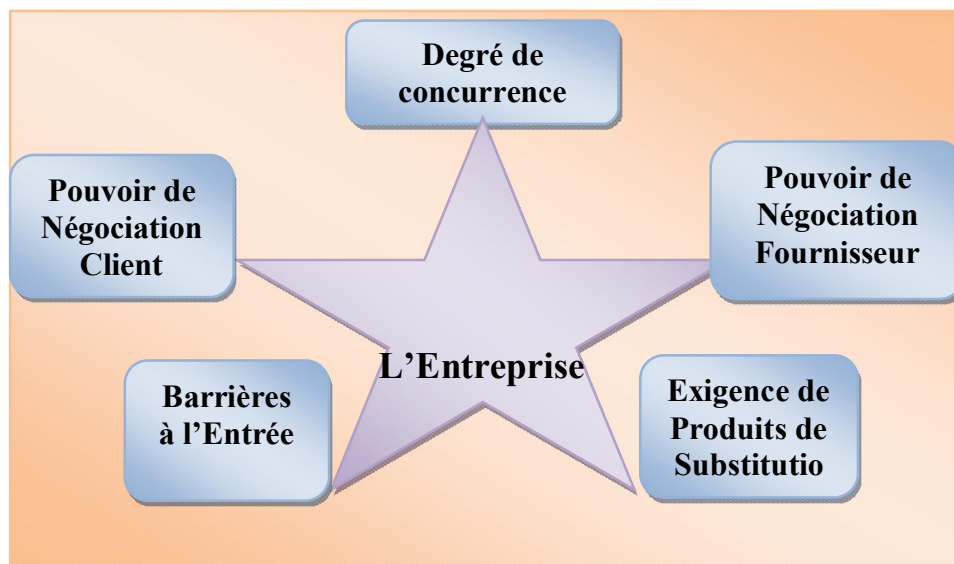 Degré de
concurrence
Pouvoir de
Négociation
Client
Pouvoir de
Négociation
Fournisseur
L’Entreprise
Barrières
à l’Entrée
Exigence de
Produits de
Substitutio